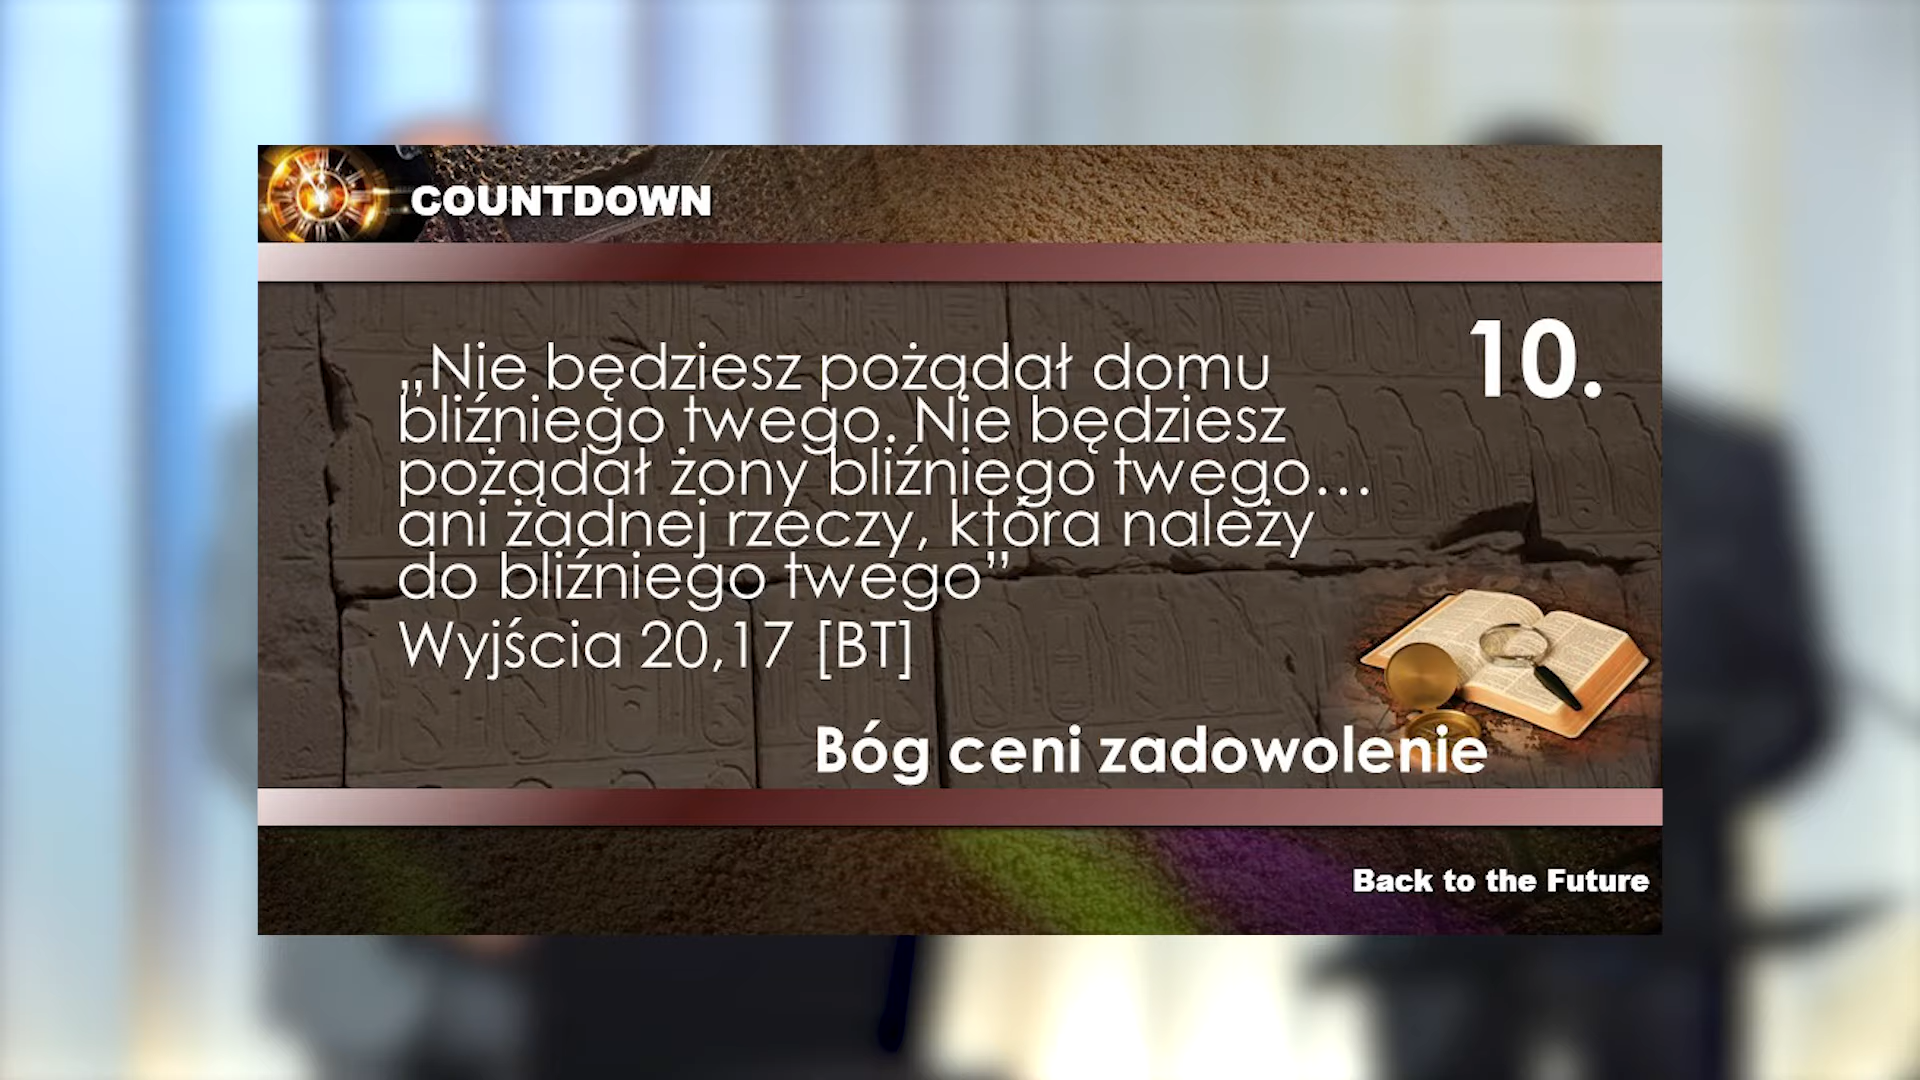 COUNTDOWN
10.
„Nie będziesz pożądał domu
bliźniego twego. Nie będziesz
pożądał żony bliźniego twego...
ani żadnej rzeczy, która należy
do bliźniego twego”
Wyjścia 20,17 [BT]
Bóg ceni zadowolenie
Back to the Future